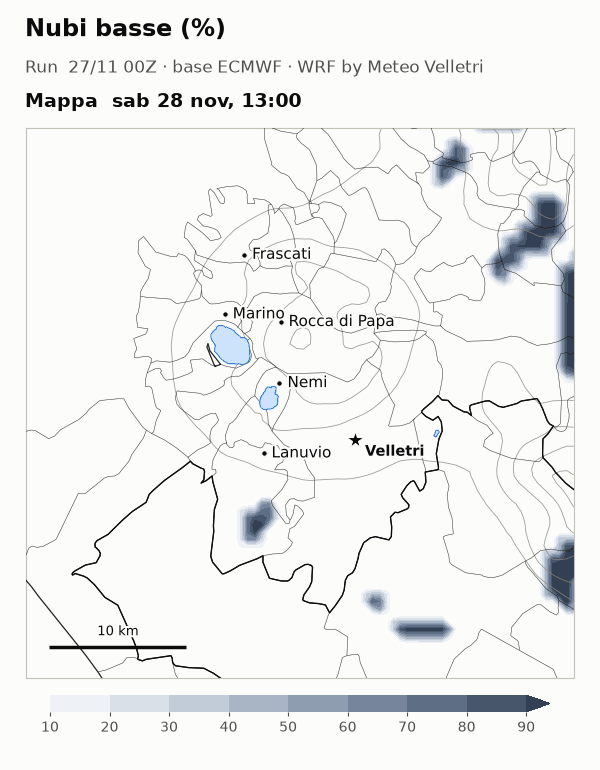 Nubi basse (%)
Run  27/11 00Z · base ECMWF · WRF by Meteo Velletri
Mappa  sab 28 nov, 13:00
Frascati
Marino
Rocca di Papa
Nemi
Velletri
Lanuvio
10 km
10 20 30 40 50 60 70 80 90